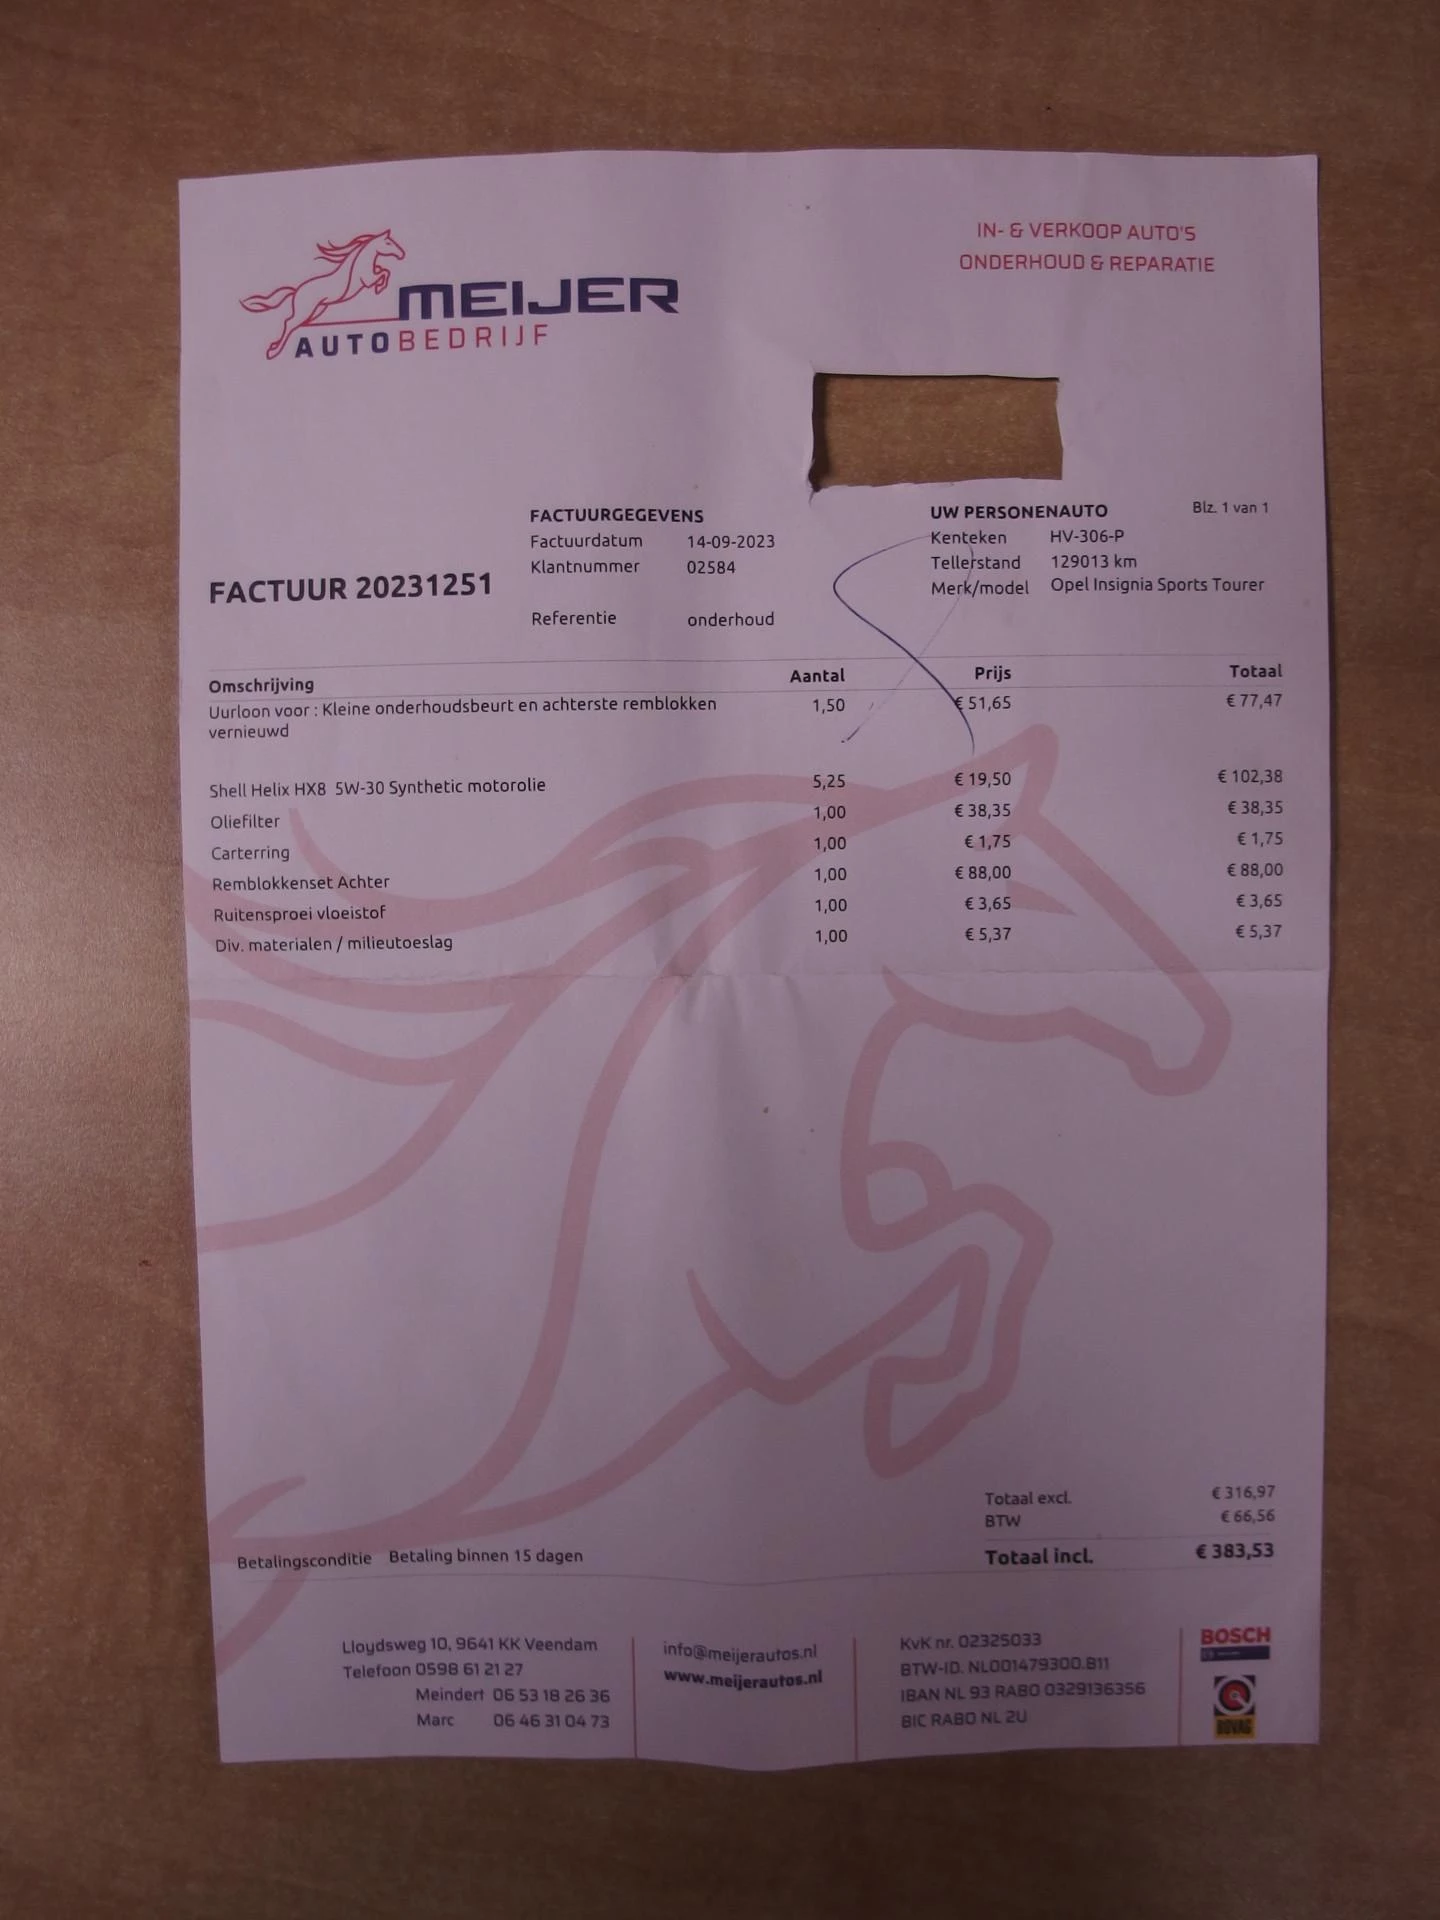 IN- & VERKOOP AUTO'S
ONDERHOUD & REPARATIE
MEIJER
AUTOBEDRIJF
FACTUURGEGEVENS
Factuurdatum 14-09-2023
Klantnummer 02584
Referentie onderhoud
UW PERSONENAUTO Blz. 1 van 1
Kenteken HV-306-P
Tellerstand 129013 km
Merk/model Opel Insignia Sports Tourer
FACTUUR 20231251
Omschrijving Aantal Prijs Totaal
Uurloon voor : Kleine onderhoudsbeurt en achterste remblokken 1,50 € 51,65 € 77,47
vernieuwd
Shell Helix HX8 5W-30 Synthetic motorolie 5,25 € 19,50 € 102,38
Oliefilter 1,00 € 38,35 € 38,35
Carterring 1,00 € 1,75 € 1,75
Remblokkenset Achter 1,00 € 88,00 € 88,00
Ruitensproei vloeistof 1,00 € 3,65 € 3,65
Div. materialen / milieutoeslag 1,00 € 5,37 € 5,37
Totaal excl. € 316,97
BTW € 66,56
Betalingsconditie Betaling binnen 15 dagen Totaal incl. € 383,53
Lloydsweg 10, 9641 KK Veendam
Telefoon 0598 61 21 27
Meindert 06 53 18 26 36
Marc 06 46 31 04 73
info@meijerautos.nl
www.meijerautos.nl
KvK nr. 02325033
BTW-ID. NL001479300.B11
IBAN NL 93 RABO 0329136356
BIC RABO NL 2U
BOSCH
BOVAG